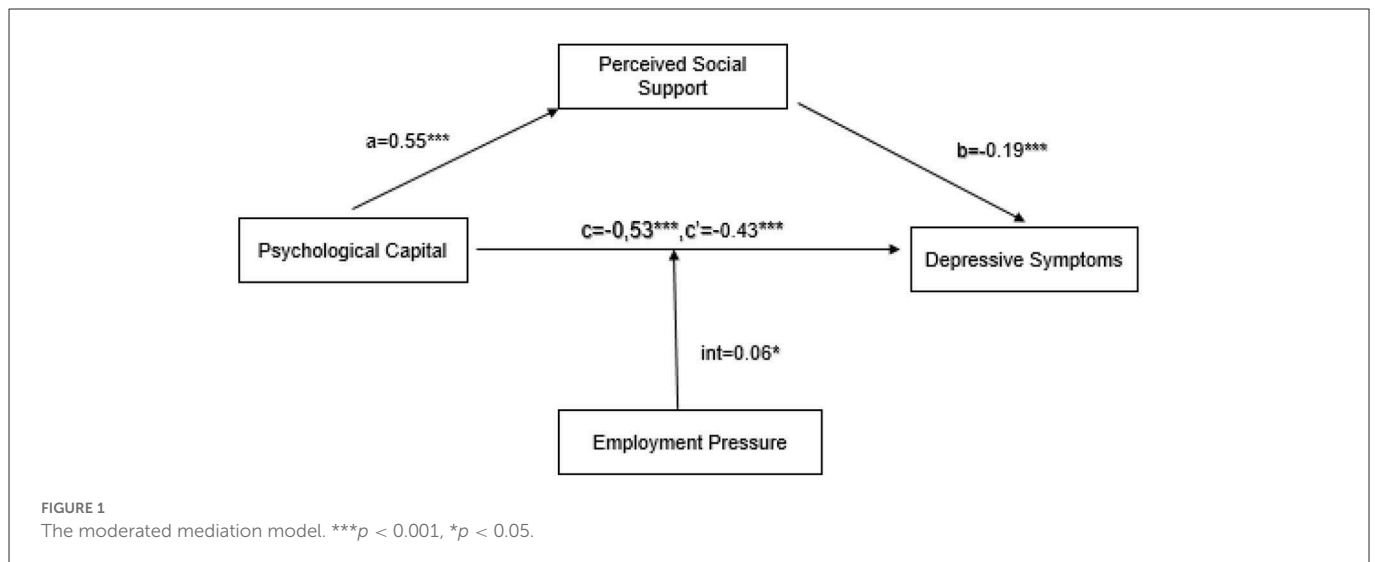 Perceived Social
Support
a=0.55***
b=-0.19***
Psychological Capital
c=-0,53***,c'=-0.43***
Depressive Symptoms
int=0.06*
Employment Pressure
FIGURE 1
The moderated mediation model. ***p < 0.001, *p < 0.05.